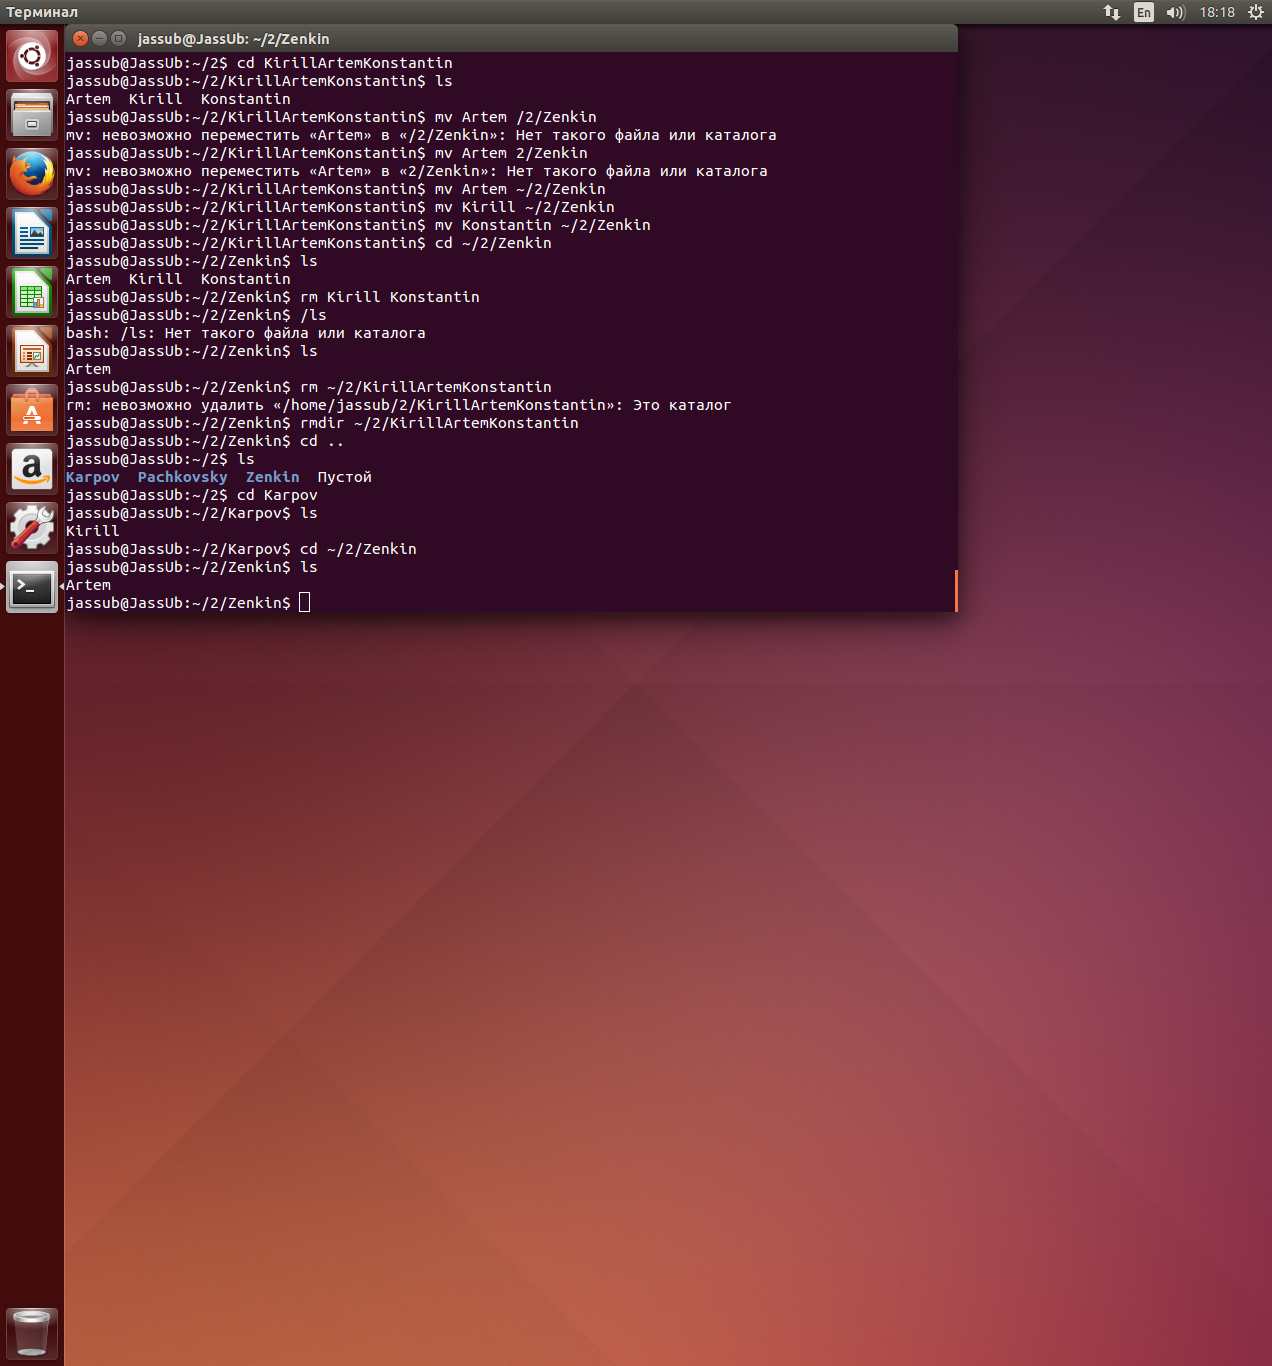 Терминал
En
18:18
jassub@JassUb: ~/2/Zenkin
jassub@JassUb:~/2$ cd KirillArtemKonstantin
jassub@JassUb:~/2/KirillArtemKonstantin$ ls
Artem  Kirill  Konstantin
jassub@JassUb:~/2/KirillArtemKonstantin$ mv Artem /2/Zenkin
mv: невозможно переместить «Artem» в «/2/Zenkin»: Нет такого файла или каталога
jassub@JassUb:~/2/KirillArtemKonstantin$ mv Artem 2/Zenkin
mv: невозможно переместить «Artem» в «2/Zenkin»: Нет такого файла или каталога
jassub@JassUb:~/2/KirillArtemKonstantin$ mv Artem ~/2/Zenkin
jassub@JassUb:~/2/KirillArtemKonstantin$ mv Kirill ~/2/Zenkin
jassub@JassUb:~/2/KirillArtemKonstantin$ mv Konstantin ~/2/Zenkin
jassub@JassUb:~/2/KirillArtemKonstantin$ cd ~/2/Zenkin
jassub@JassUb:~/2/Zenkin$ ls
Artem  Kirill  Konstantin
jassub@JassUb:~/2/Zenkin$ rm Kirill Konstantin
jassub@JassUb:~/2/Zenkin$ /ls
bash: /ls: Нет такого файла или каталога
jassub@JassUb:~/2/Zenkin$ ls
Artem
jassub@JassUb:~/2/Zenkin$ rm ~/2/KirillArtemKonstantin
rm: невозможно удалить «/home/jassub/2/KirillArtemKonstantin»: Это каталог
jassub@JassUb:~/2/Zenkin$ rmdir ~/2/KirillArtemKonstantin
jassub@JassUb:~/2/Zenkin$ cd ..
jassub@JassUb:~/2$ ls
Karpov  Pachkovsky  Zenkin  Пустой
jassub@JassUb:~/2$ cd Karpov
jassub@JassUb:~/2/Karpov$ ls
Kirill
jassub@JassUb:~/2/Karpov$ cd ~/2/Zenkin
jassub@JassUb:~/2/Zenkin$ ls
Artem
jassub@JassUb:~/2/Zenkin$